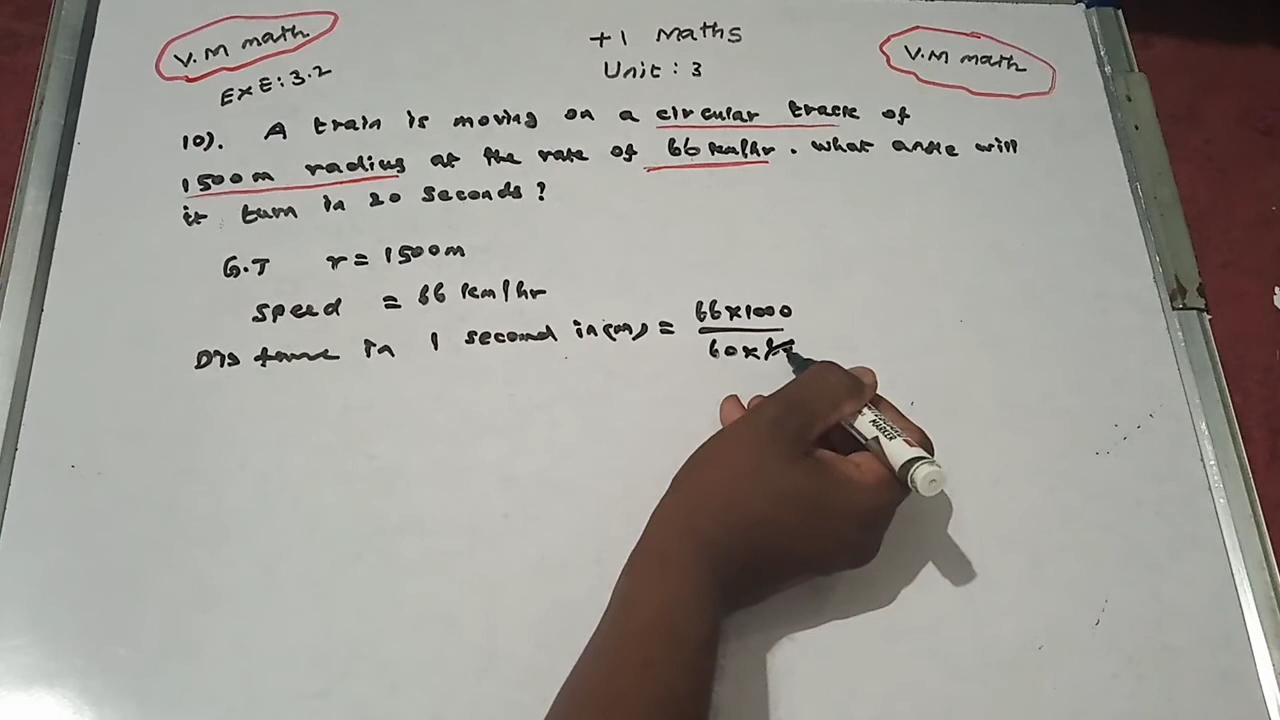 V.M math
+1 Maths
V.M math
Unit : 3
EXE: 3.2
10). A train is moving on a circular track of
1500m radius at the rate of 66 km/hr . what angle will
it turn in 20 seconds?
G.T r = 1500m
speed = 66 km/hr
Distance in 1 second in(m) = 66×1000
60×
MARKER